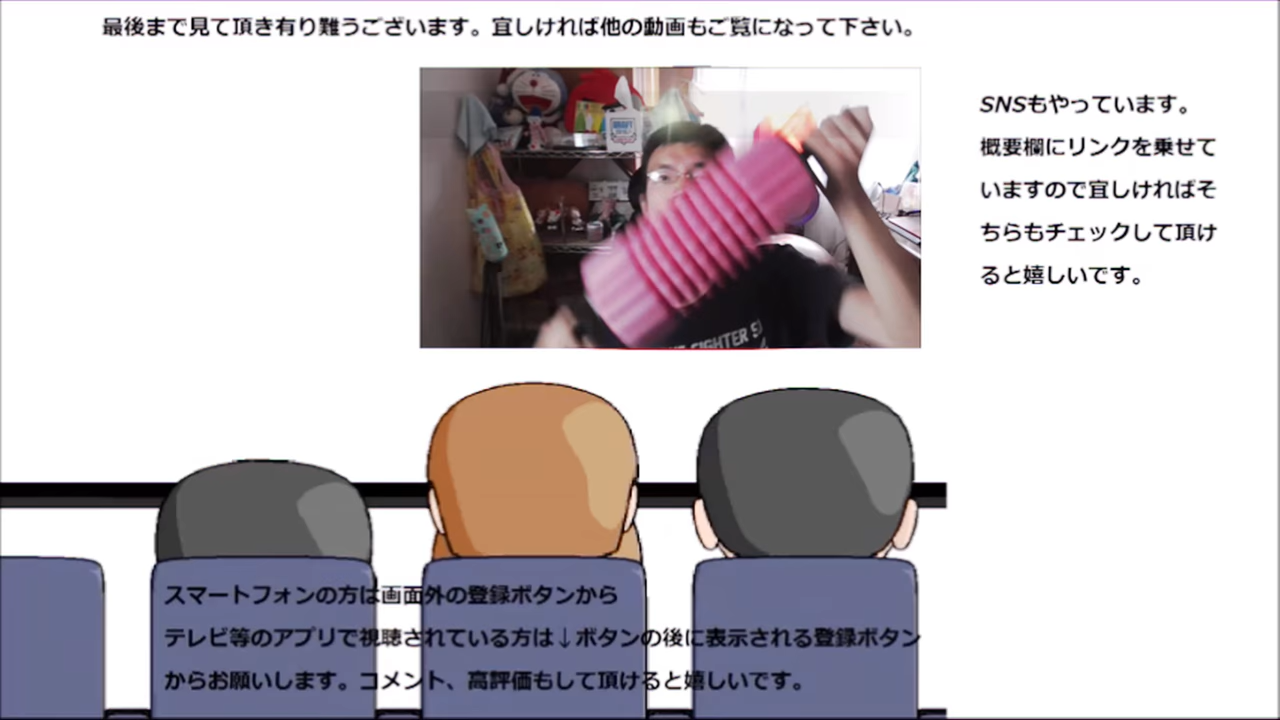 最後まで見て頂き有り難うございます。宜しければ他の動画もご覧になって下さい。
SNSもやっています。
概要欄にリンクを乗せて
いますので宜しければそ
ちらもチェックして頂け
ると嬉しいです。
FIGHTER
スマートフォンの方は画面外の登録ボタンから
テレビ等のアプリで視聴されている方は↓ボタンの後に表示される登録ボタン
からお願いします。コメント、高評価もして頂けると嬉しいです。